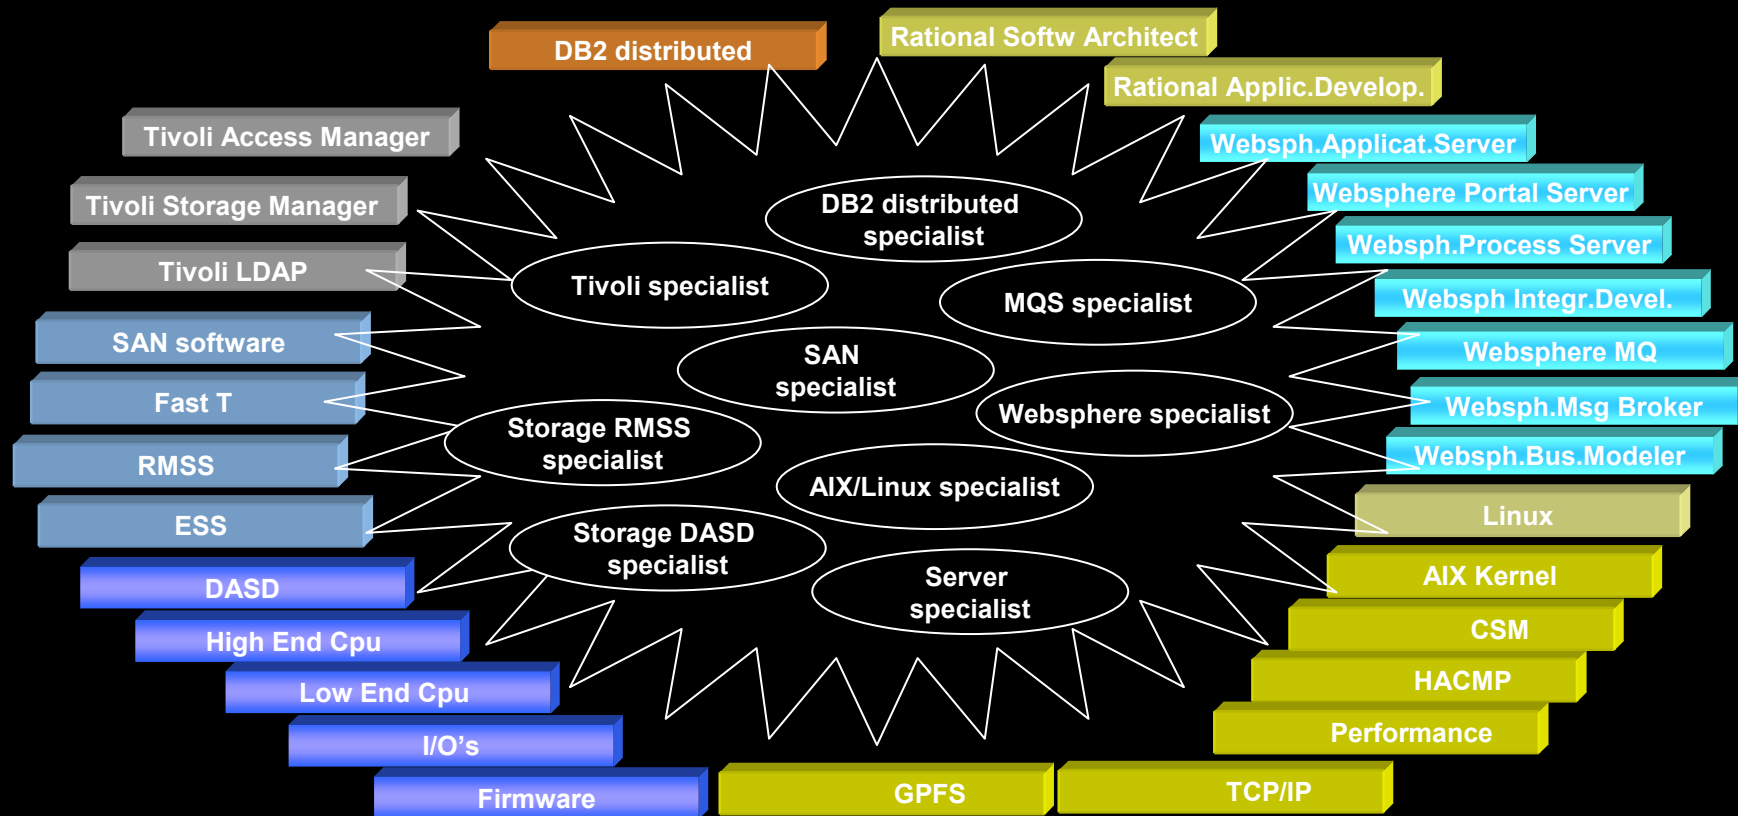 Rational Softw Architect
DB2 distributed
Rational Applic.Develop.
Tivoli Access Manager
Websph.Applicat.Server
Tivoli Storage Manager
Websphere Portal Server
DB2 distributed
specialist
Websph.Process Server
Tivoli LDAP
Tivoli specialist
MQS specialist
Websph Integr.Devel.
SAN software
SAN
specialist
Websphere MQ
Fast T
Websphere specialist
Websph.Msg Broker
Storage RMSS
specialist
RMSS
Websph.Bus.Modeler
AIX/Linux specialist
ESS
Linux
Storage DASD
specialist
DASD
Server
specialist
AIX Kernel
High End Cpu
CSM
Low End Cpu
HACMP
I/O's
Performance
Firmware
GPFS
TCP/IP